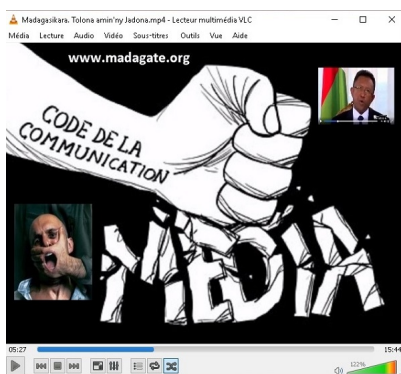 Madagasikara. Tolona amin'ny Jadona.mp4 - Lecteur multimédia VLC
Média Lecture Audio Vidéo Sous-titres Outils Vue Aide
www.madagate.org
CODE DE LA
COMMUNICATION
MEDIA
05:27
15:44
122%